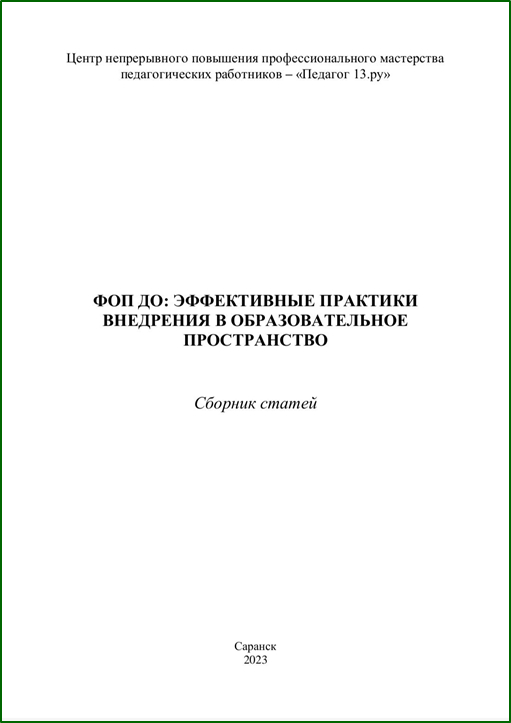 Центр непрерывного повышения профессионального мастерства
педагогических работников – «Педагог 13.ру»
ФОП ДО: ЭФФЕКТИВНЫЕ ПРАКТИКИ
ВНЕДРЕНИЯ В ОБРАЗОВАТЕЛЬНОЕ
ПРОСТРАНСТВО
Сборник статей
Саранск
2023